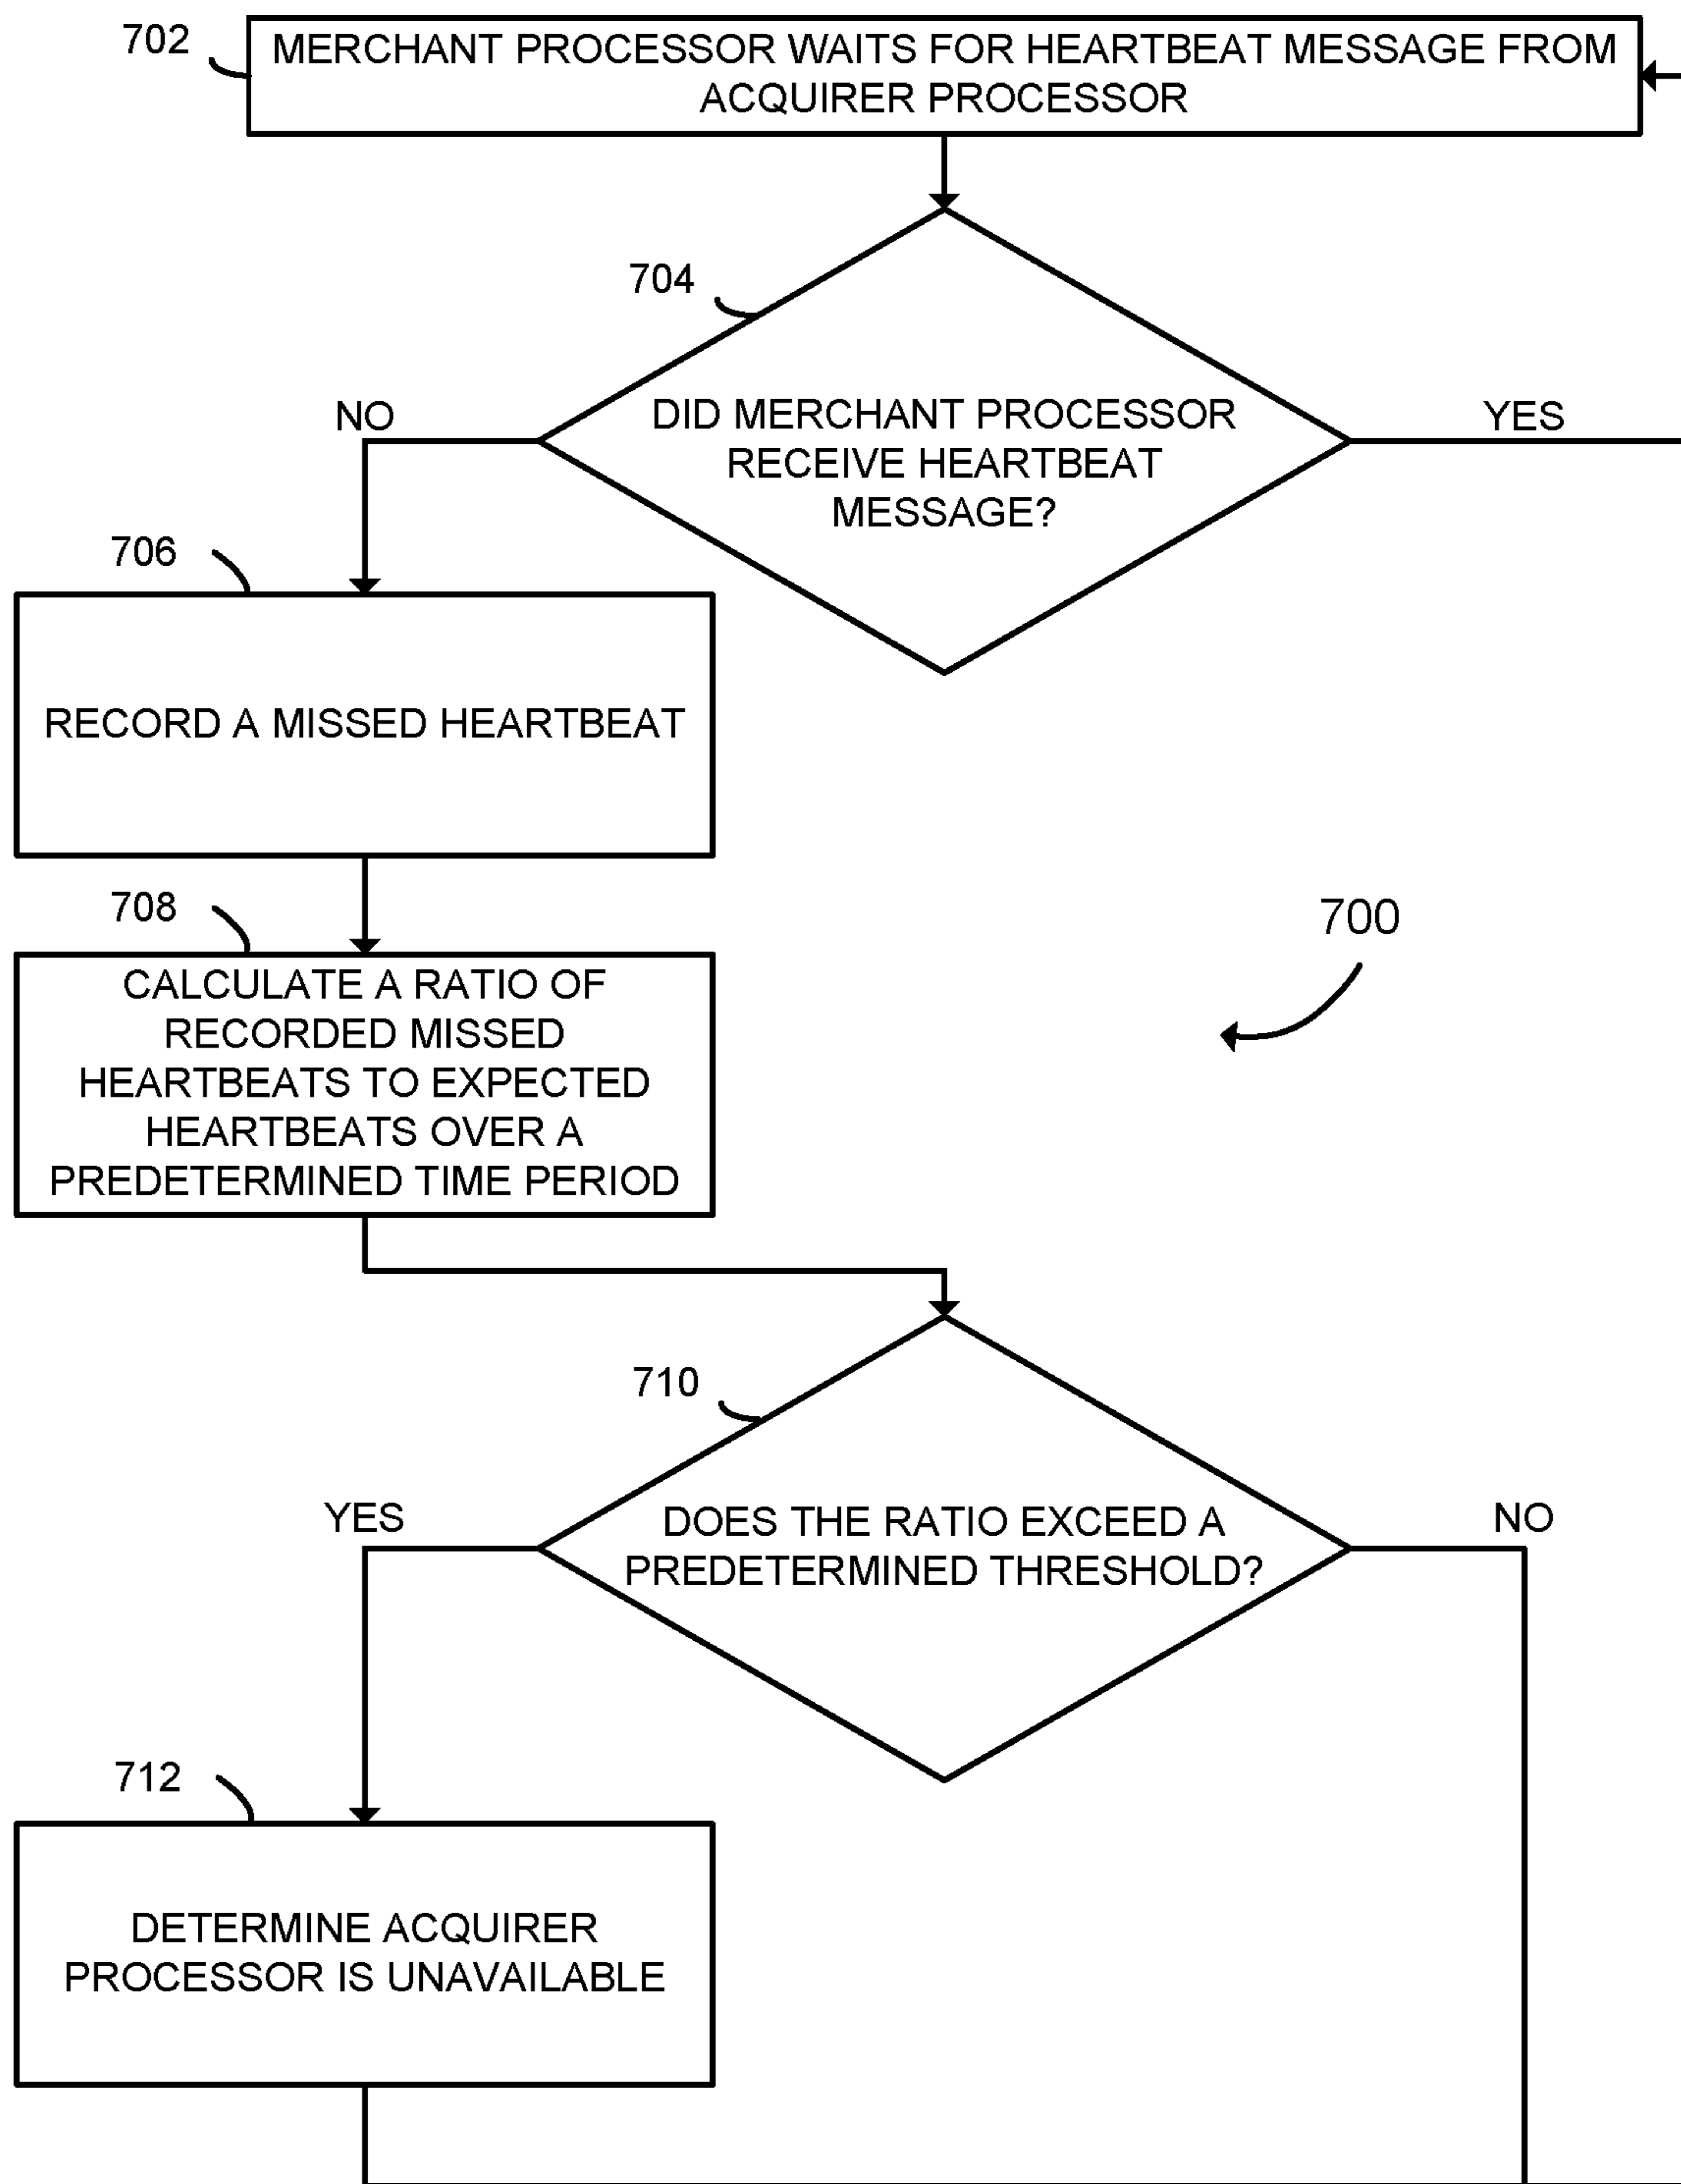 702
MERCHANT PROCESSOR WAITS FOR HEARTBEAT MESSAGE FROM
ACQUIRER PROCESSOR
704
DID MERCHANT PROCESSOR
RECEIVE HEARTBEAT
MESSAGE?
NO
YES
706
RECORD A MISSED HEARTBEAT
708
CALCULATE A RATIO OF
RECORDED MISSED
HEARTBEATS TO EXPECTED
HEARTBEATS OVER A
PREDETERMINED TIME PERIOD
700
710
DOES THE RATIO EXCEED A
PREDETERMINED THRESHOLD?
YES
NO
712
DETERMINE ACQUIRER
PROCESSOR IS UNAVAILABLE